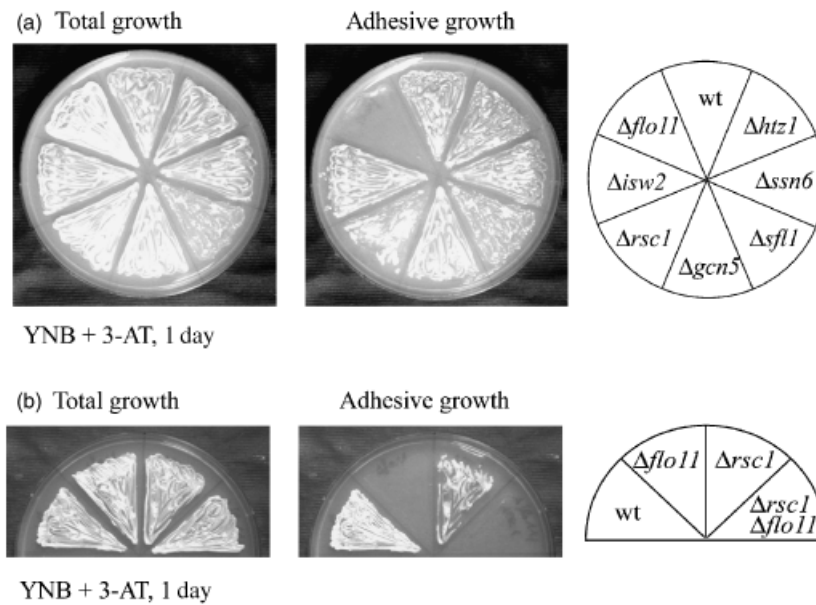 (a) Total growth
Adhesive growth
wt
Δflo11
Δhtz1
Δisw2
Δssn6
Δrsc1
Δsfl1
Δgcn5
YNB + 3-AT, 1 day
(b) Total growth
Adhesive growth
Δflo11
Δrsc1
wt
Δrsc1
Δflo11
YNB + 3-AT, 1 day